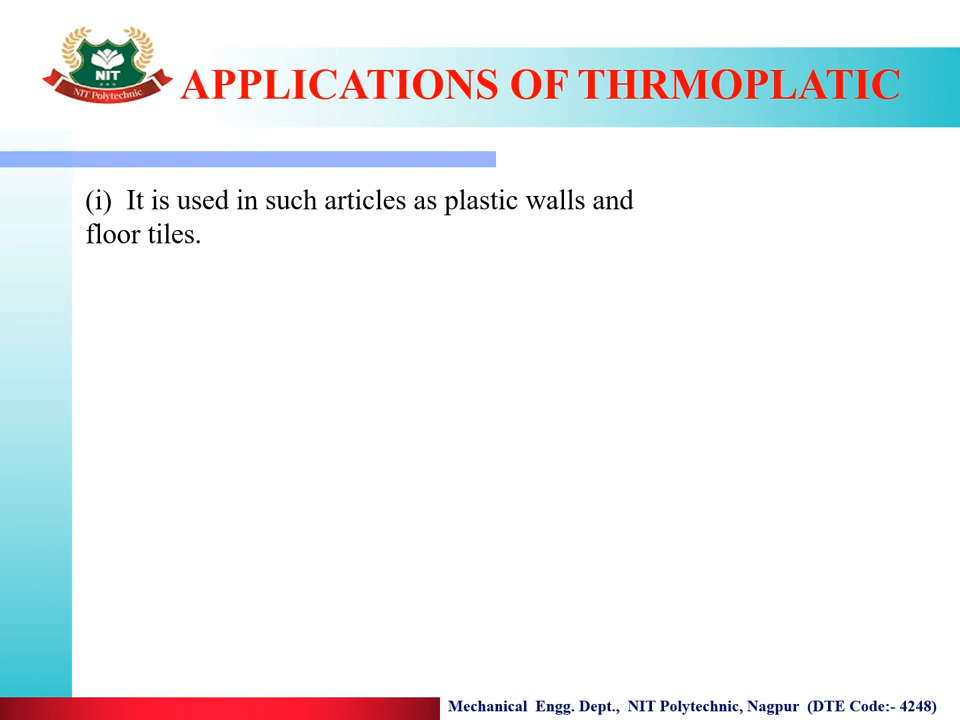 NIT
NIT Polytechnic
APPLICATIONS OF THRMOPLATIC
(i) It is used in such articles as plastic walls and
floor tiles.
Mechanical Engg. Dept., NIT Polytechnic, Nagpur (DTE Code:- 4248)